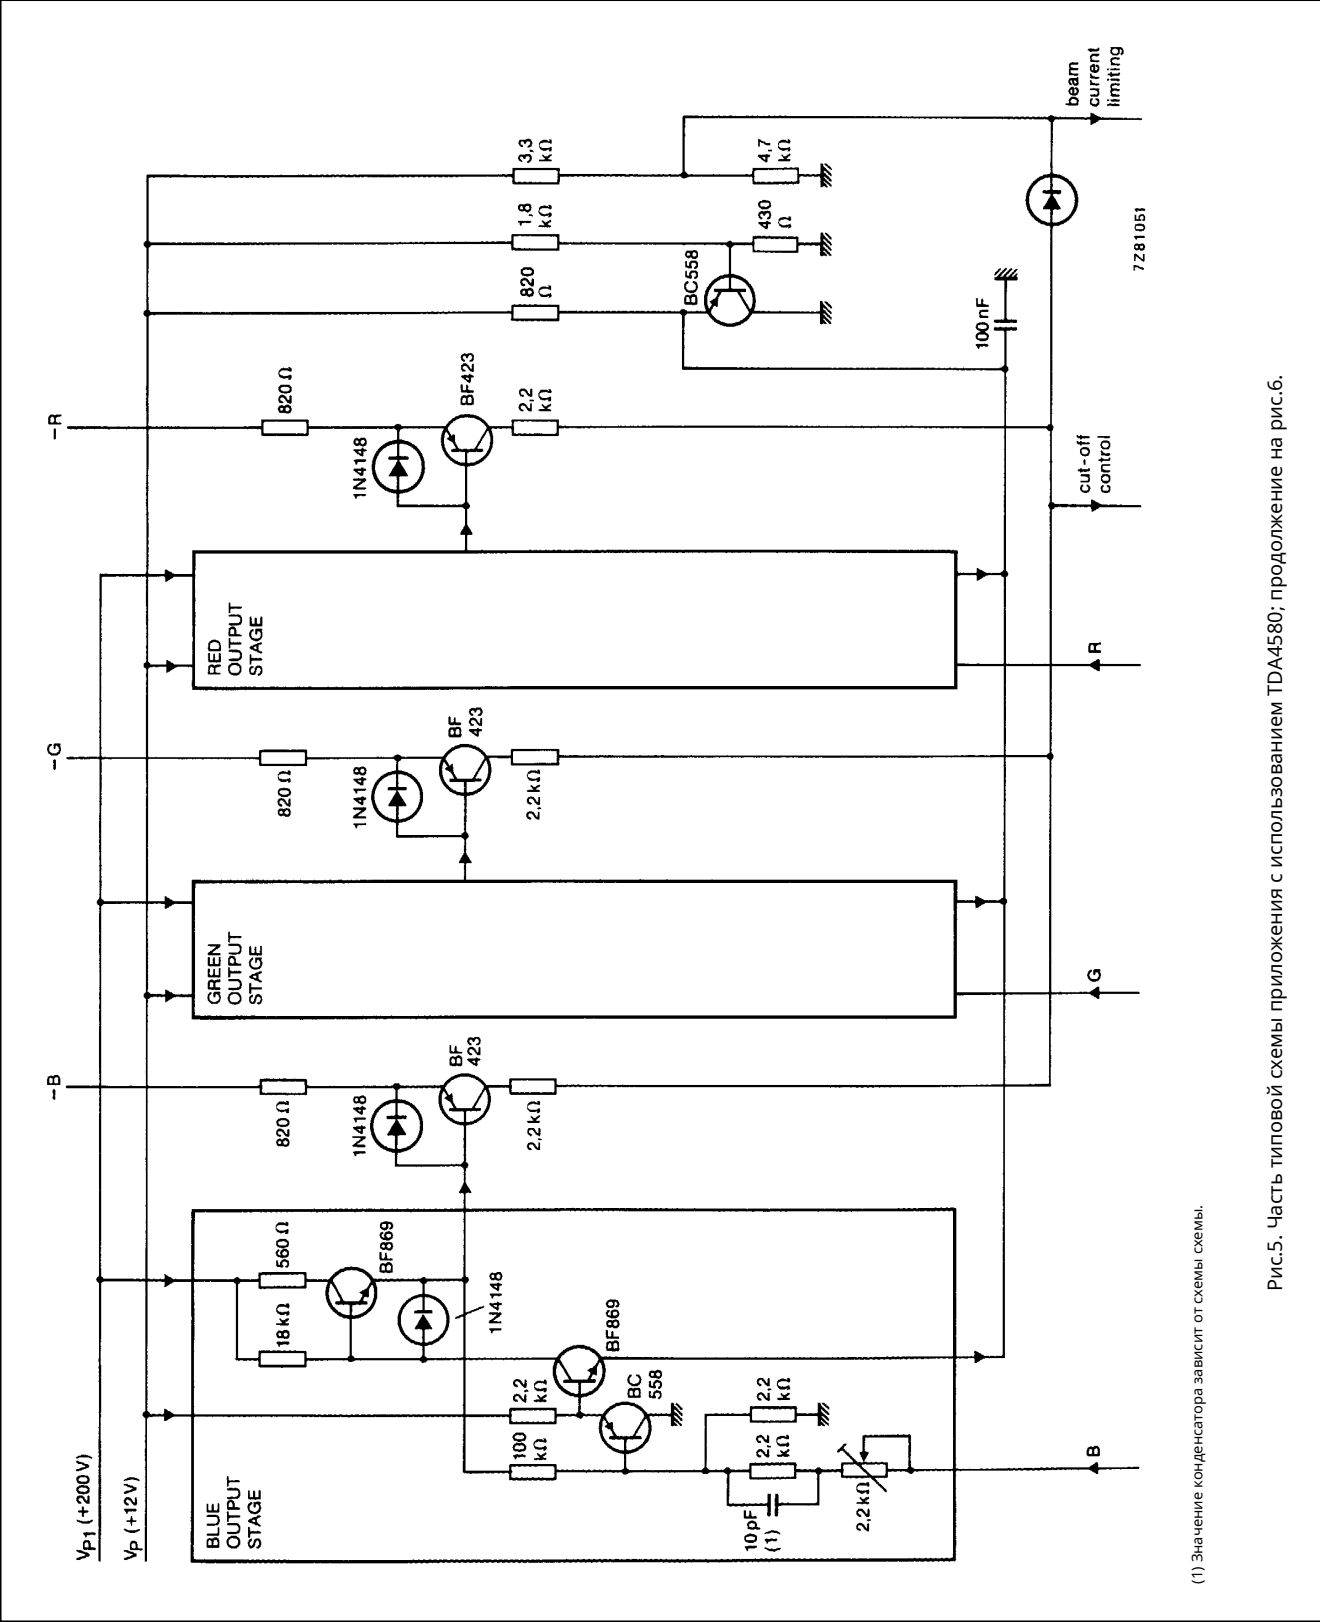 VP1 (+200 V)
VP (+12 V)
BLUE
OUTPUT
STAGE
18 kΩ
560 Ω
BF869
1N4148
2,2
kΩ
BF869
100
kΩ
BC
558
2,2
kΩ
2,2
kΩ
10 pF
(1)
2,2 kΩ
B
–B
820 Ω
1N4148
BF
423
2,2 kΩ
GREEN
OUTPUT
STAGE
G
–G
820 Ω
1N4148
BF
423
2,2 kΩ
RED
OUTPUT
STAGE
R
–R
820 Ω
1N4148
BF423
2,2
kΩ
cut-off
control
820
Ω
1,8
kΩ
3,3
kΩ
BC558
430
Ω
4,7
kΩ
100 nF
beam
current
limiting
7Z81051
(1) Значение конденсатора зависит от схемы схемы.
Рис.5. Часть типовой схемы приложения с использованием TDA4580; продолжение на рис.6.